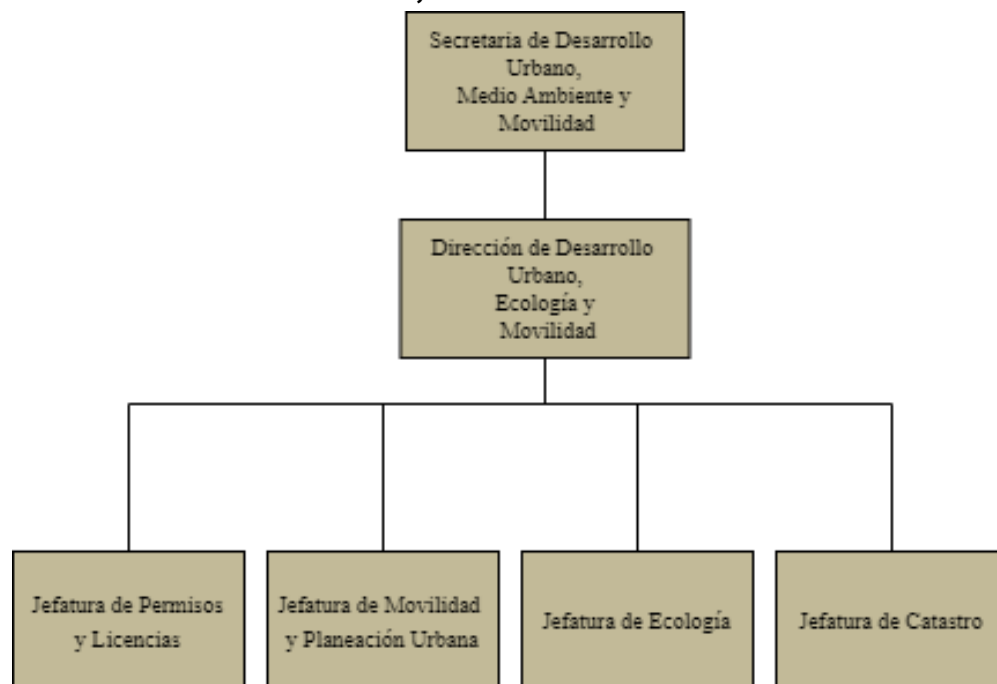 Secretaria de Desarrollo
Urbano,
Medio Ambiente y
Movilidad
Dirección de Desarrollo
Urbano,
Ecología y
Movilidad
Jefatura de Permisos
y Licencias
Jefatura de Movilidad
y Planeación Urbana
Jefatura de Ecología
Jefatura de Catastro